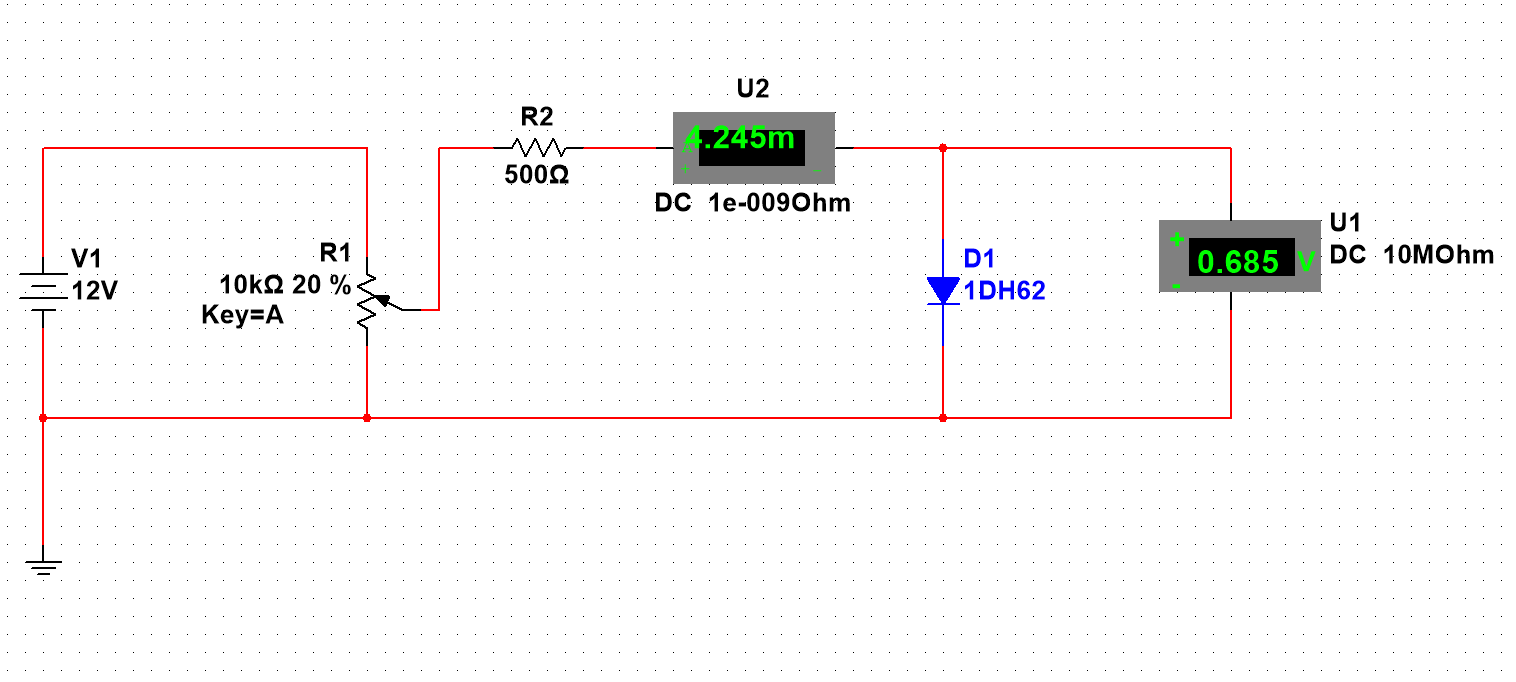 U2
R2
4.245m
A
500Ω
+
-
DC 1e-009Ohm
V1
12V
R1
10kΩ 20 %
Key=A
D1
1DH62
U1
+
0.685 V
DC 10MOhm
-